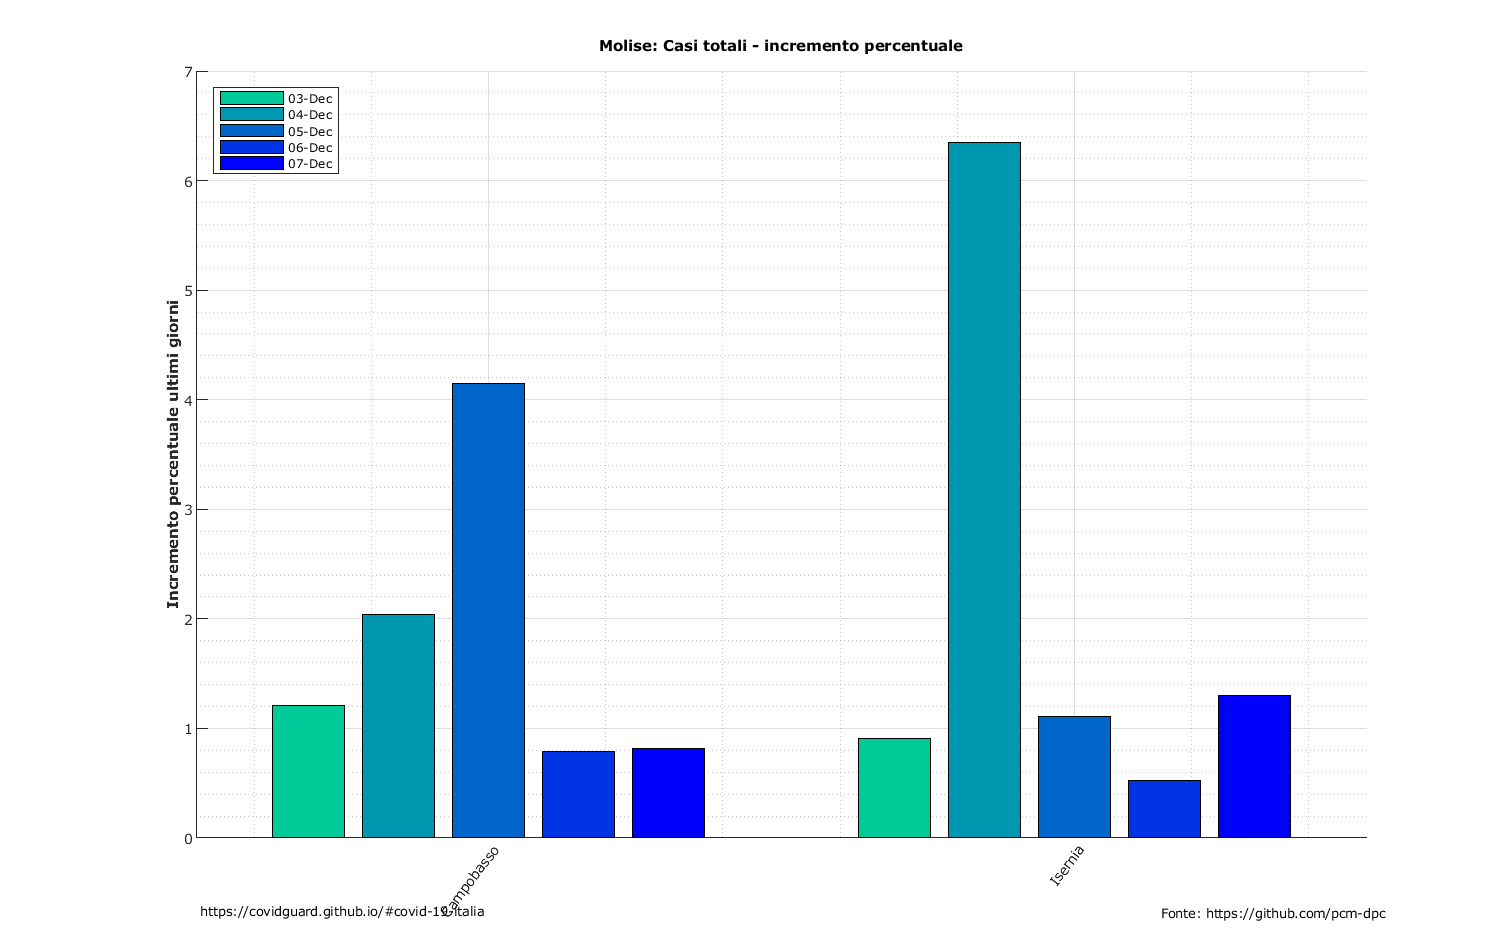 Molise: Casi totali - incremento percentuale
03-Dec
04-Dec
05-Dec
06-Dec
07-Dec
Incremento percentuale ultimi giorni
7
6
5
4
3
2
1
0
Campobasso
Isernia
https://covidguard.github.io/#covid-19-italia
Fonte: https://github.com/pcm-dpc